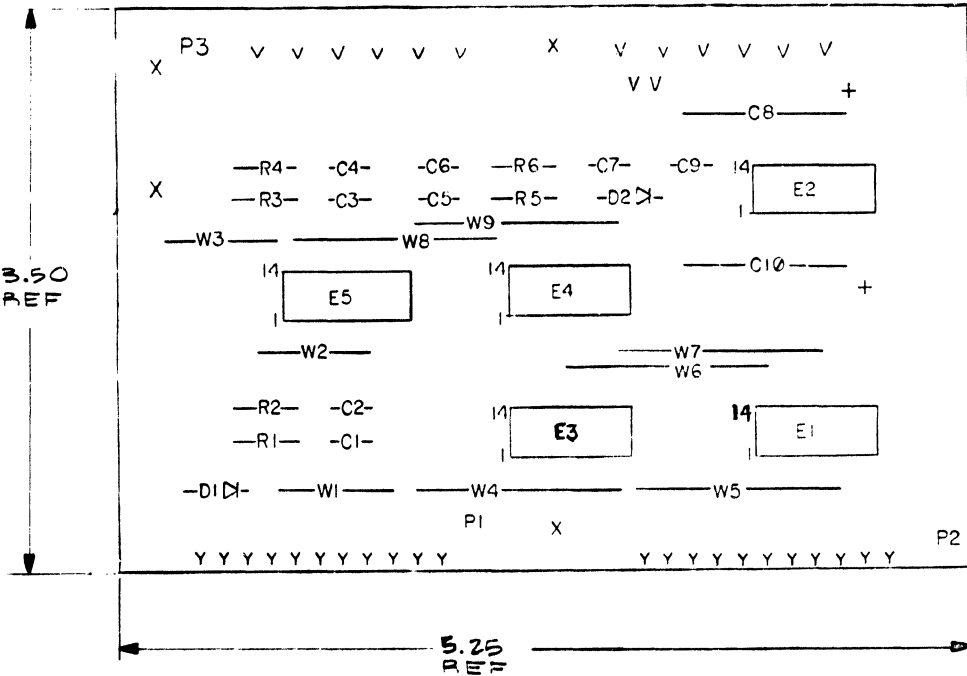 P3 V V V V V V X V V V V V V
X
V V
+
C8
R4 C4 C6 R6 C7 C9 14
X R3 C3 C5 R5 D2 E2
1
W9
W3 W8
14 14 C10
3.50
REF
E5 E4 +
1 1
W2 W7
W6
R2 C2 14 14
R1 C1 E3 E1
1 1
D1 W1 W4 W5
P1 X P2
Y Y Y Y Y Y Y Y Y Y Y Y Y Y Y Y Y Y Y Y Y Y
5.25
REF